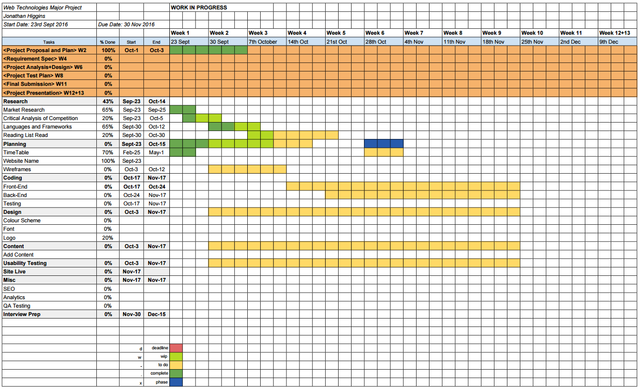 Web Technologies Major Project WORK IN PROGRESS
Jonathan Higgins
Start Date: 23rd Sept 2016 Due Date: 30 Nov 2016
Week 1 Week 2 Week 3 Week 4 Week 5 Week 6 Week 7 Week 8 Week 9 Week 10 Week 11 Week 12+13
Tasks % Done Start End 23 Sept 30 Sept 7th October 14th Oct 21st Oct 28th Oct 4th Nov 11th Nov 18th Nov 25th Nov 2nd Dec 9th Dec
<Project Proposal and Plan> W2 100% Oct-1 Oct-3
<Requirement Spec> W4 0%
<Project Analysis+Design> W6 0%
<Project Test Plan> W8 0%
<Final Submission> W11 0%
<Project Presentation> W12+13 0%
Research 43% Sep-23 Oct-14
Market Research 65% Sep-23 Sep-25
Critical Analysis of Competition 20% Sep-23 Oct-5
Languages and Frameworks 65% Sep-30 Oct-12
Reading List Read 20% Sep-30 Oct-30
Planning 0% Sept-23 Oct-15
TimeTable 70% Feb-25 May-1
Website Name 100% Sept-23
Wireframes 0% Oct-3 Oct-12
Coding 0% Oct-17 Nov-17
Front-End 0% Oct-17 Oct-24
Back-End 0% Oct-24 Nov-17
Testing 0% Oct-17 Nov-17
Design 0% Oct-3 Nov-17
Colour Scheme 0%
Font 0%
Logo 20%
Content 0% Oct-3 Nov-17
Add Content 0%
Usability Testing 0% Oct-3 Nov-17
Site Live 0% Nov-17
Misc 0% Nov-17 Nov-17
SEO 0%
Analytics 0%
QA Testing 0%
Interview Prep 0% Nov-30 Dec-15
d deadline
w wip
- to do
complete
x phase